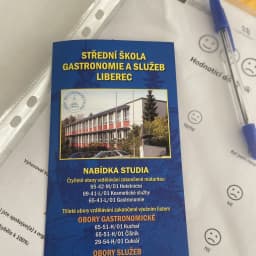 STŘEDNÍ ŠKOLA
GASTRONOMIE A SLUŽEB
LIBEREC
NABÍDKA STUDIA
Čtyřleté obory vzdělávání zakončené maturitou:
65-42-M/01 Hotelnictví
69-41-L/01 Kosmetické služby
65-41-L/01 Gastronomie
Tříleté obory vzdělávání zakončené výučním listem:
OBORY GASTRONOMICKÉ
65-51-H/01 Kuchař
65-51-H/01 Číšník
29-54-H/01 Cukrář
OBORY SLUŽEB
Hodnotící